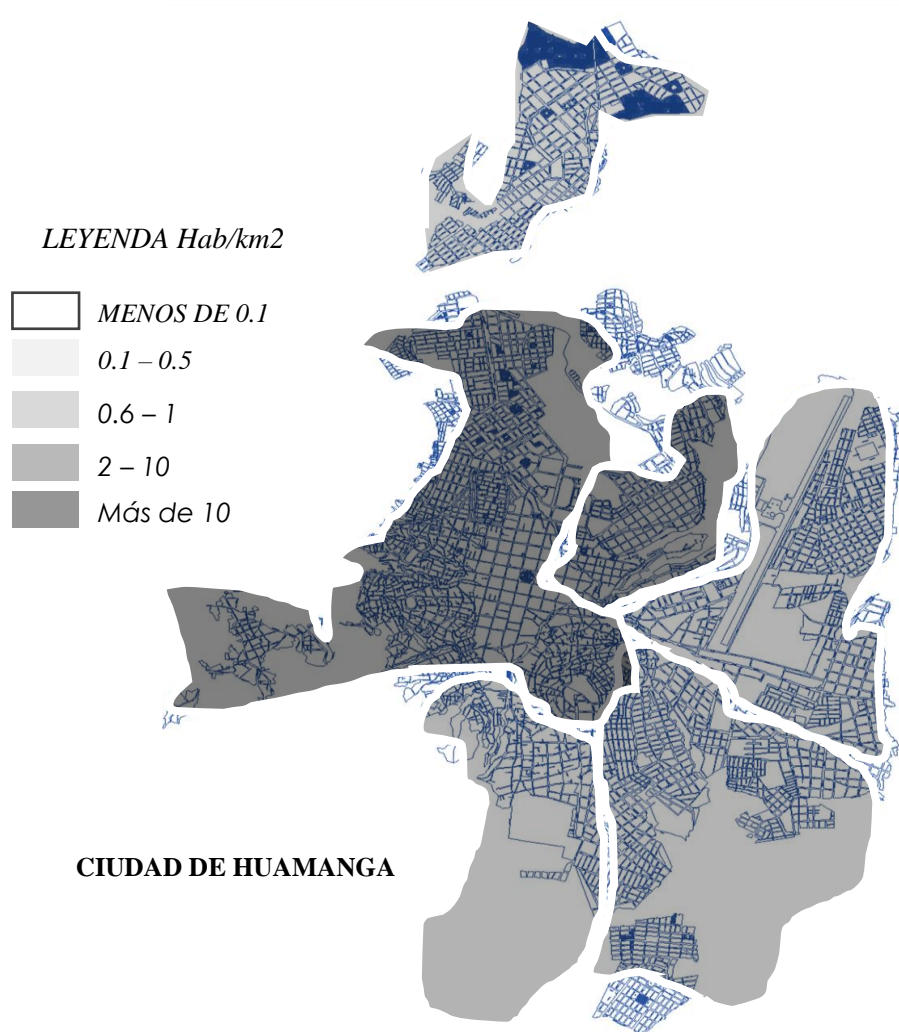 LEYENDA Hab/km2
MENOS DE 0.1
0.1 – 0.5
0.6 – 1
2 – 10
Más de 10
CIUDAD DE HUAMANGA